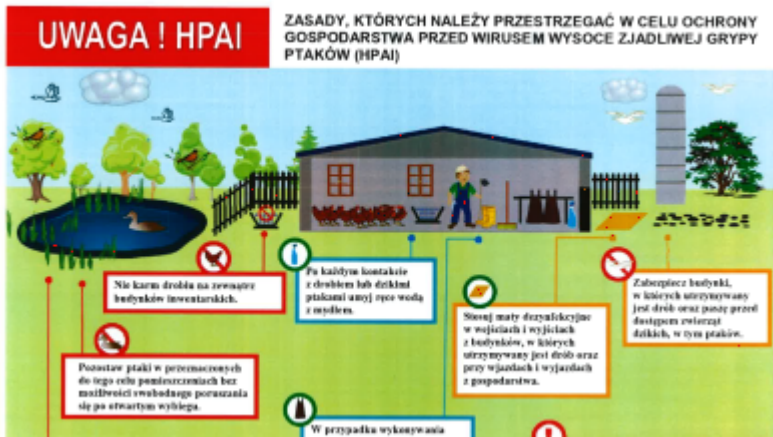 UWAGA ! HPAI
ZASADY, KTÓRYCH NALEŻY PRZESTRZEGAĆ W CELU OCHRONY
GOSPODARSTWA PRZED WIRUSEM WYSOCE ZJADLIWEJ GRYPY
PTAKÓW (HPAI)
Nie karm drobiu na zewnątrz
budynków inwentarskich.
Po każdym kontakcie
z drobiem lub dzikimi
ptakami umyj ręce wodą
z mydłem.
Zabezpiecz budynki,
w których utrzymywany
jest drób oraz paszę przed
dostępem zwierząt
dzikich, w tym ptaków.
Stosuj maty dezynfekcyjne
w wejściach i wyjściach
z budynków, w których
utrzymywany jest drób oraz
przy wjazdach i wyjazdach
z gospodarstwa.
Pozostaw ptaki w przeznaczonych
do tego celu pomieszczeniach bez
możliwości swobodnego poruszania
się po otwartym wybiegu.
W przypadku wykonywania